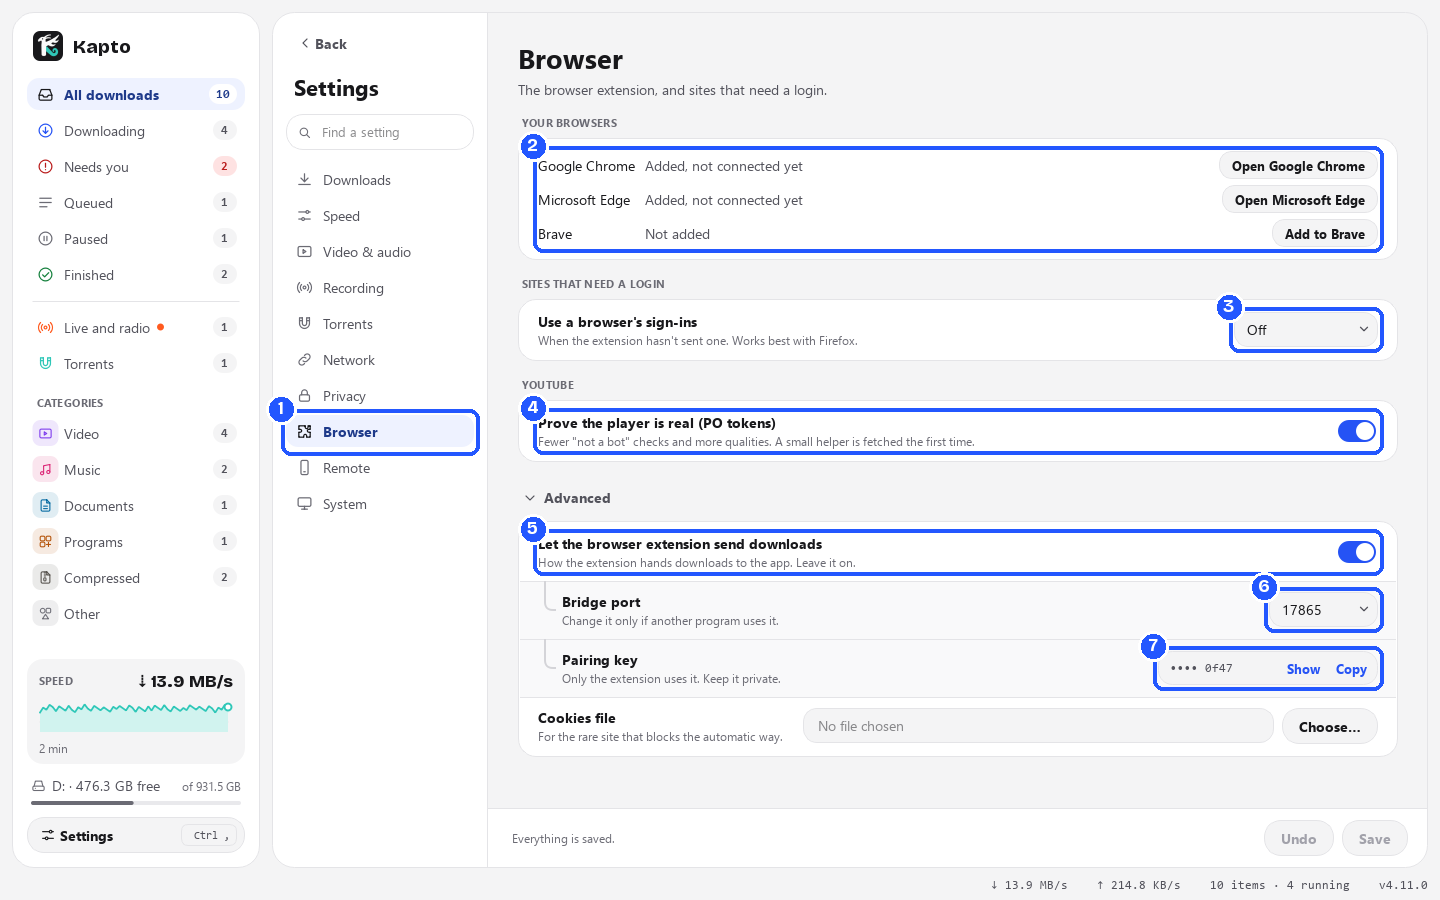 Kapto
All downloads 10
Downloading 4
Needs you 2
Queued 1
Paused 1
Finished 2
Live and radio 1
Torrents 1
CATEGORIES
Video 4
Music 2
Documents 1
Programs 1
Compressed 2
Other
SPEED ↓ 13.9 MB/s
2 min
D: · 476.3 GB free of 931.5 GB
Settings Ctrl ,
Back
Settings
Find a setting
Downloads
Speed
Video & audio
Recording
Torrents
Network
Privacy
1
Browser
Remote
System
Browser
The browser extension, and sites that need a login.
YOUR BROWSERS
2
Google Chrome Added, not connected yet Open Google Chrome
Microsoft Edge Added, not connected yet Open Microsoft Edge
Brave Not added Add to Brave
SITES THAT NEED A LOGIN
3
Use a browser's sign-ins Off
When the extension hasn't sent one. Works best with Firefox.
YOUTUBE
4
Prove the player is real (PO tokens)
Fewer "not a bot" checks and more qualities. A small helper is fetched the first time.
Advanced
5
Let the browser extension send downloads
How the extension hands downloads to the app. Leave it on.
6
Bridge port 17865
Change it only if another program uses it.
7
Pairing key •••• 0f47 Show Copy
Only the extension uses it. Keep it private.
Cookies file No file chosen Choose...
For the rare site that blocks the automatic way.
Everything is saved. Undo Save
↓ 13.9 MB/s ↑ 214.8 KB/s 10 items · 4 running v4.11.0